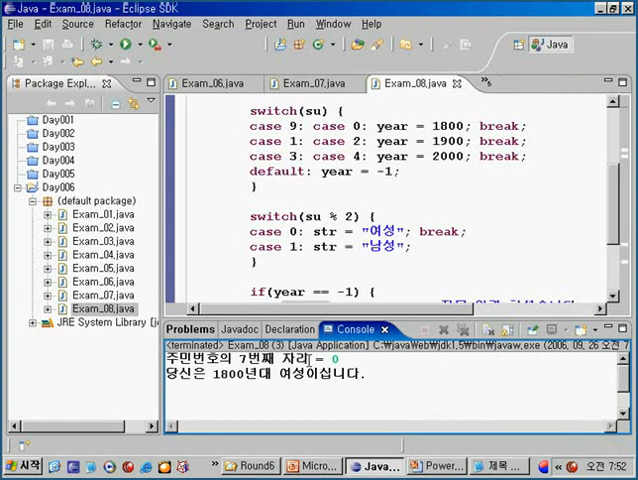 Java - Exam_08.java - Eclipse SDK
File Edit Source Refactor Navigate Search Project Run Window Help
Java
Package Expl...
Exam_06.java Exam_07.java Exam_08.java
Day001
Day002
Day003
Day004
Day005
Day006
(default package)
Exam_01.java
Exam_02.java
Exam_03.java
Exam_04.java
Exam_05.java
Exam_06.java
Exam_07.java
Exam_08.java
JRE System Library [j
switch(su) {
case 9: case 0: year = 1800; break;
case 1: case 2: year = 1900; break;
case 3: case 4: year = 2000; break;
default: year = -1;
}
switch(su % 2) {
case 0: str = "여성"; break;
case 1: str = "남성";
}
if(year == -1) {
Problems Javadoc Declaration Console
<terminated> Exam_08 (3) [Java Application] C:\javaWeb\jdk1.5\bin\javaw.exe (2006, 09, 26 오전 7
주민번호의 7번째 자리 = 0
당신은 1800년대 여성이십니다.
시작 Round6 Micro... Java... Power... 제목 ... 오전 7:52